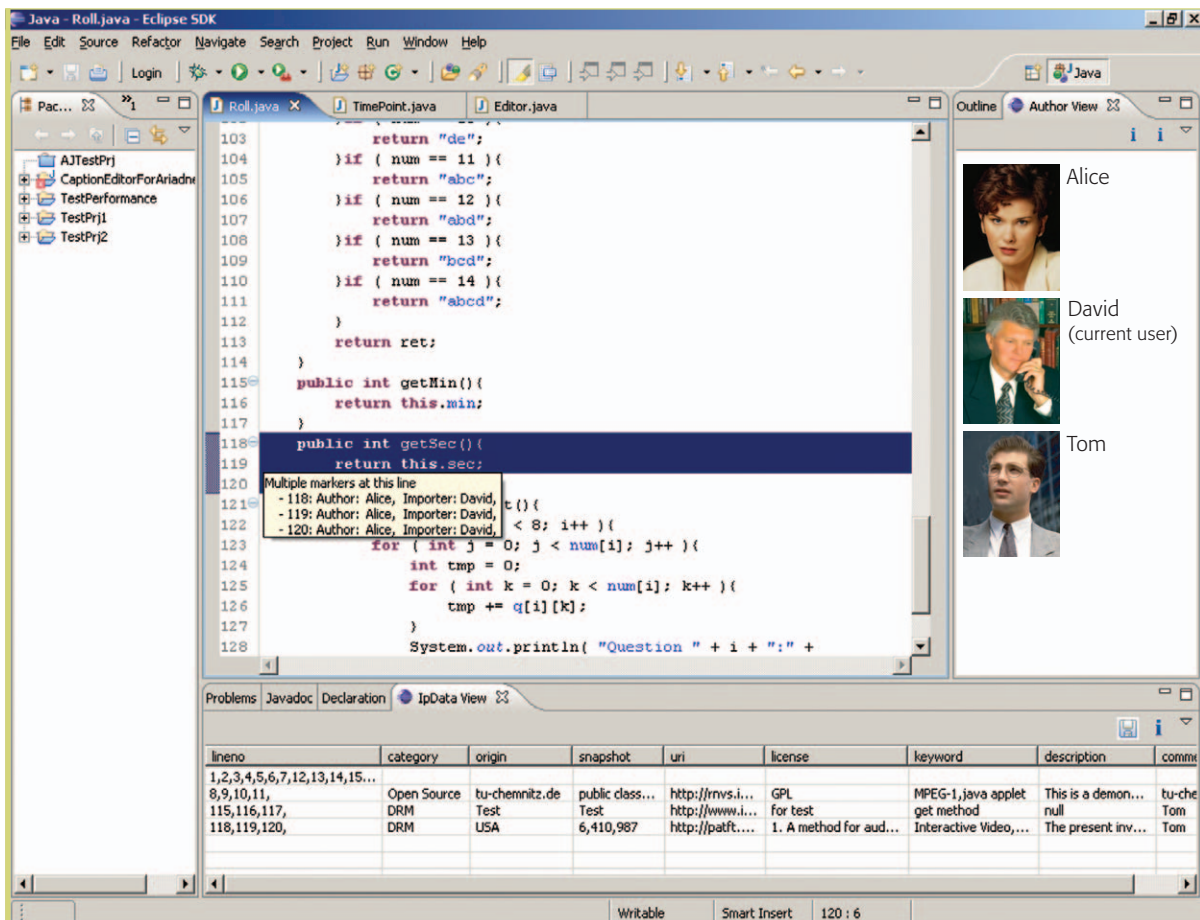 Java - Roll.java - Eclipse SDK
File Edit Source Refactor Navigate Search Project Run Window Help
Login
Java
Pac...
»1
Roll.java
TimePoint.java
Editor.java
Outline
Author View
AJTestPrj
CaptionEditorForAriadne
TestPerformance
TestPrj1
TestPrj2
103 return "de";
104 }if ( num == 11 ){
105 return "abc";
106 }if ( num == 12 ){
107 return "abd";
108 }if ( num == 13 ){
109 return "bcd";
110 }if ( num == 14 ){
111 return "abcd";
112 }
113 return ret;
114 }
115 public int getMin(){
116 return this.min;
117 }
118 public int getSec(){
119 return this.sec;
120
Multiple markers at this line
- 118: Author: Alice, Importer: David,
- 119: Author: Alice, Importer: David,
- 120: Author: Alice, Importer: David,
121 t(){
122 < 8; i++ ){
123 for ( int j = 0; j < num[i]; j++ ){
124 int tmp = 0;
125 for ( int k = 0; k < num[i]; k++ ){
126 tmp += q[i][k];
127 }
128 System.out.println( "Question " + i + ":" +
Alice
David
(current user)
Tom
Problems Javadoc Declaration IpData View
lineno category origin snapshot uri license keyword description comme
1,2,3,4,5,6,7,12,13,14,15...
8,9,10,11, Open Source tu-chemnitz.de public class... http://rnvs.i... GPL MPEG-1,java applet This is a demon... tu-che
115,116,117, DRM Test Test http://www.i... for test get method null Tom
118,119,120, DRM USA 6,410,987 http://patft.... 1. A method for aud... Interactive Video,... The present inv... Tom
Writable Smart Insert 120 : 6